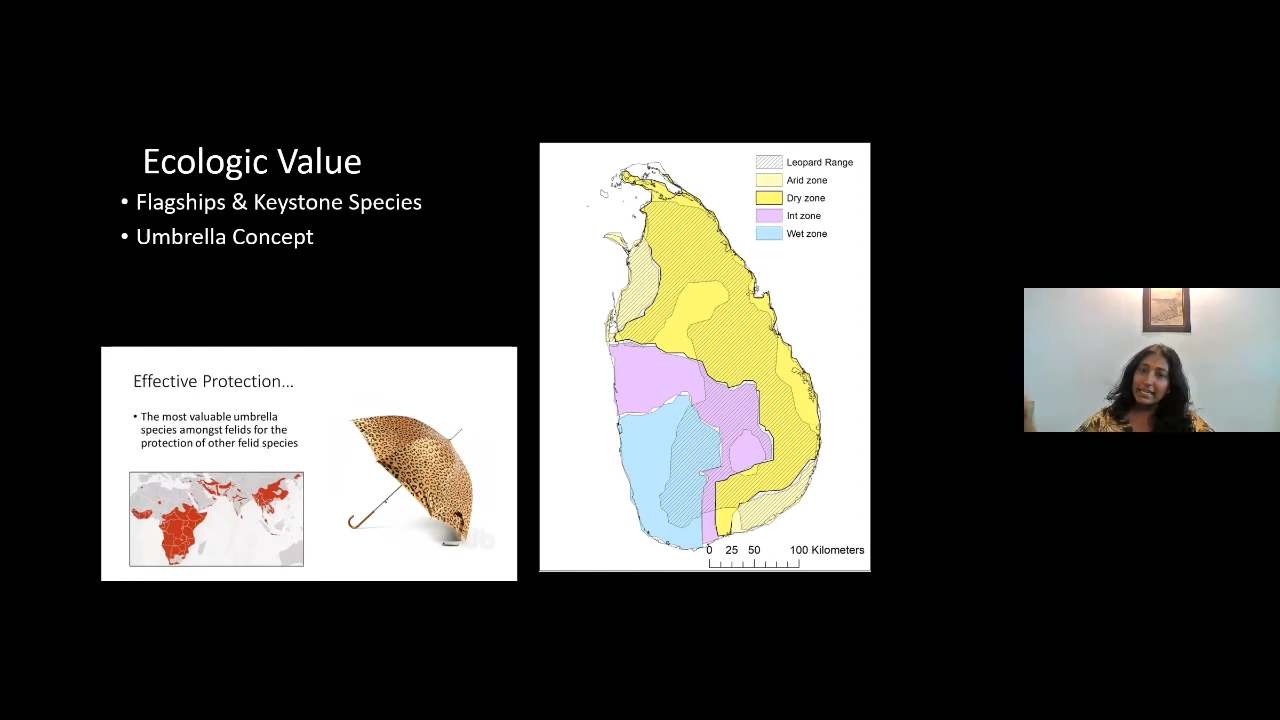 Ecologic Value
• Flagships & Keystone Species
• Umbrella Concept
Effective Protection...
• The most valuable umbrella
species amongst felids for the
protection of other felid species
Leopard Range
Arid zone
Dry zone
Int zone
Wet zone
0 25 50 100 Kilometers